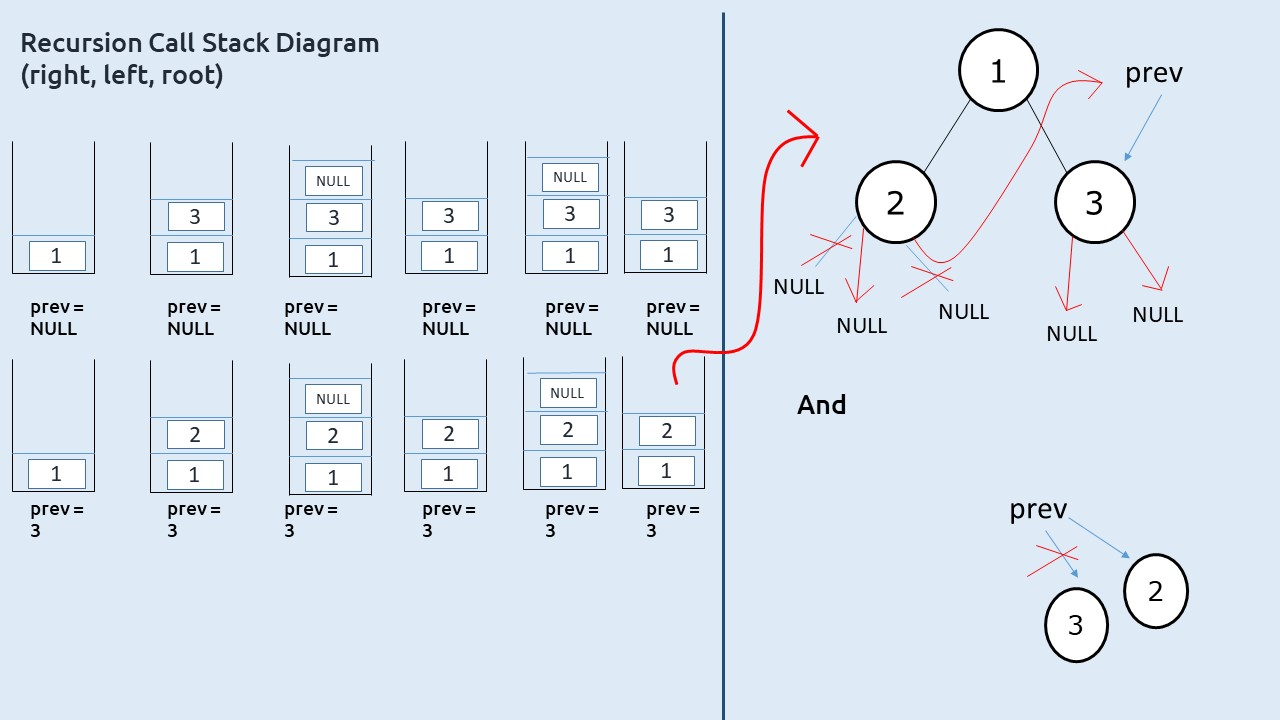 Recursion Call Stack Diagram
(right, left, root)
1
3
1
NULL
3
1
3
1
NULL
3
1
3
1
prev =
NULL
prev =
NULL
prev =
NULL
prev =
NULL
prev =
NULL
prev =
NULL
1
2
1
NULL
2
1
2
1
NULL
2
1
2
1
prev =
3
prev =
3
prev =
3
prev =
3
prev =
3
prev =
3
1
prev
2
3
NULL
NULL
NULL
NULL
NULL
And
prev
2
3